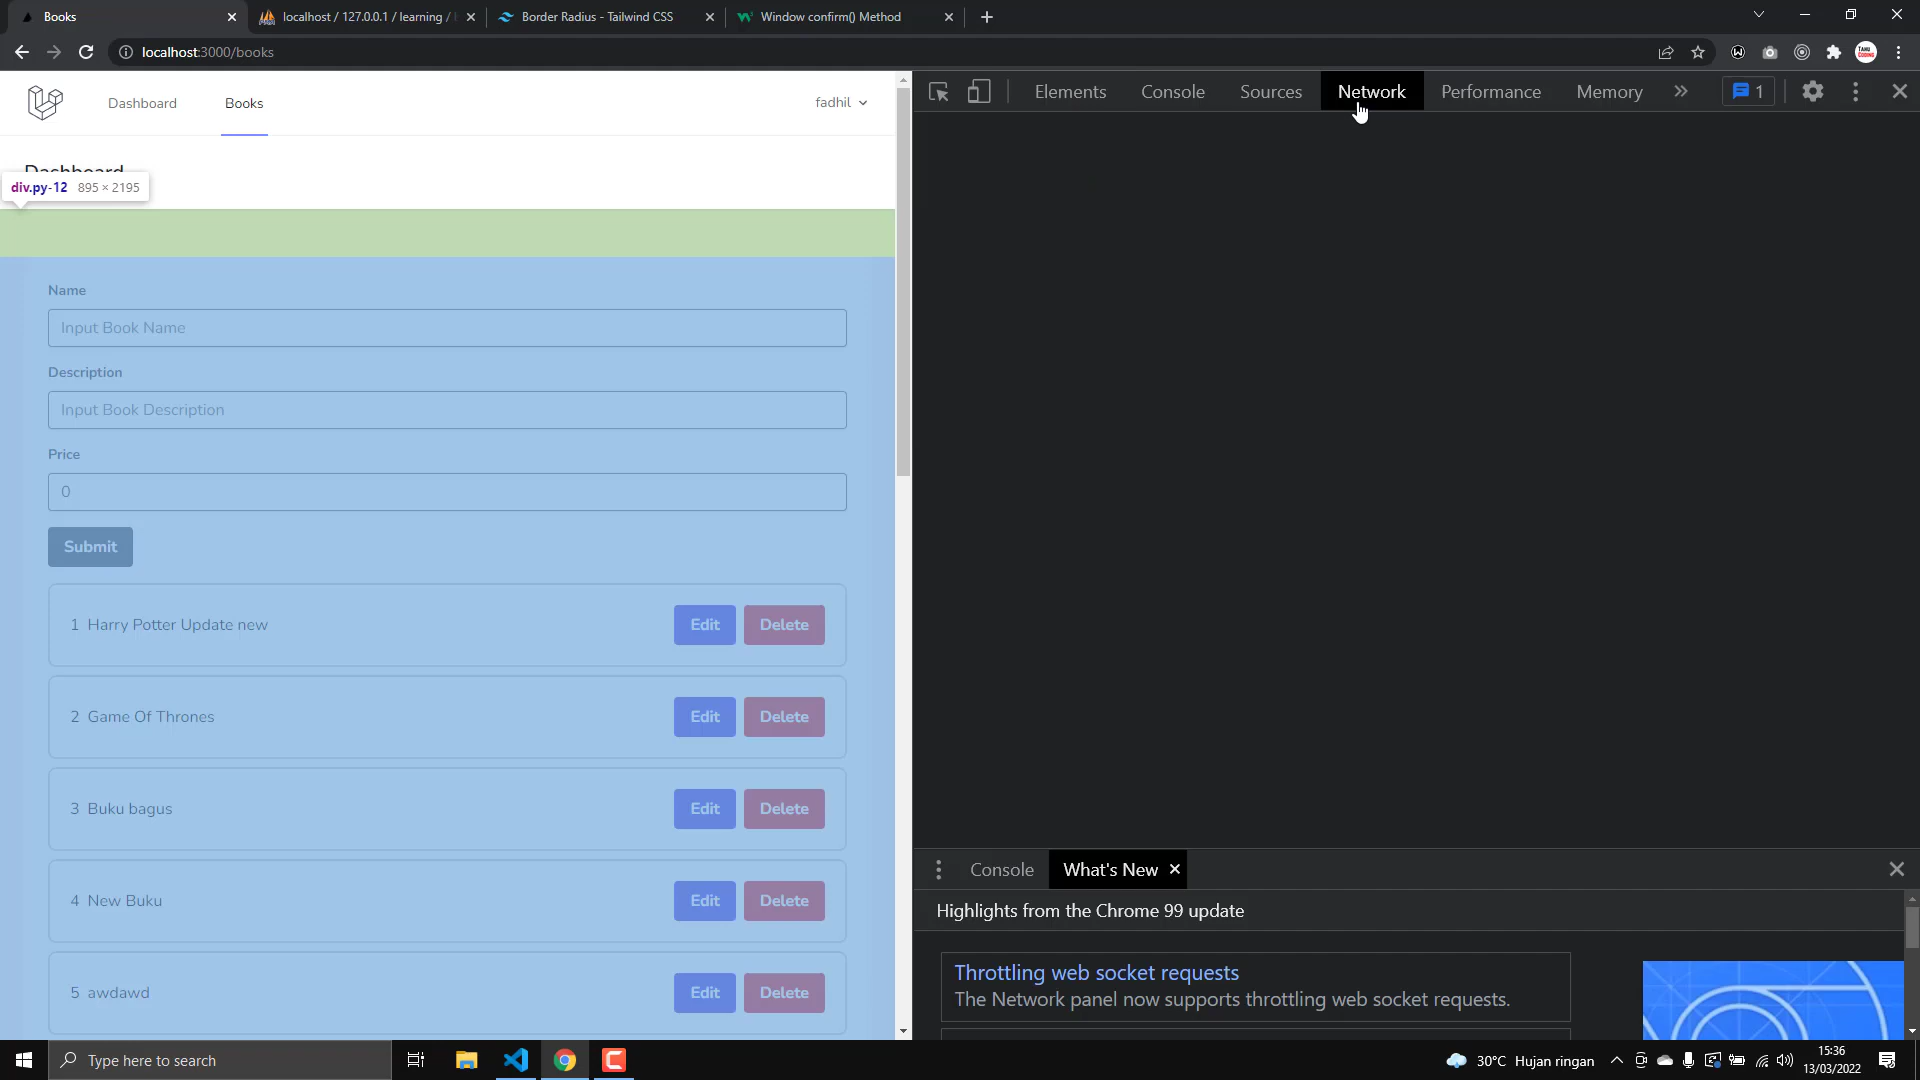 Books
localhost / 127.0.0.1 / learning /
Border Radius - Tailwind CSS
Window confirm() Method
localhost:3000/books
Dashboard
Books
fadhil
Elements
Console
Sources
Network
Performance
Memory
1
Dashboard
div.py-12 895 × 2195
Name
Input Book Name
Description
Input Book Description
Price
0
Submit
1 Harry Potter Update new
Edit
Delete
2 Game Of Thrones
Edit
Delete
3 Buku bagus
Edit
Delete
4 New Buku
Edit
Delete
5 awdawd
Edit
Delete
Console
What's New
Highlights from the Chrome 99 update
Throttling web socket requests
The Network panel now supports throttling web socket requests.
Type here to search
30°C Hujan ringan
15:36
13/03/2022